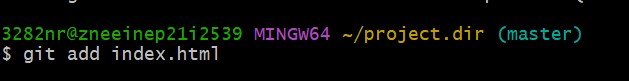 3282nr@zneeinep21i2539 MINGW64 ~/project.dir (master)
$ git add index.html